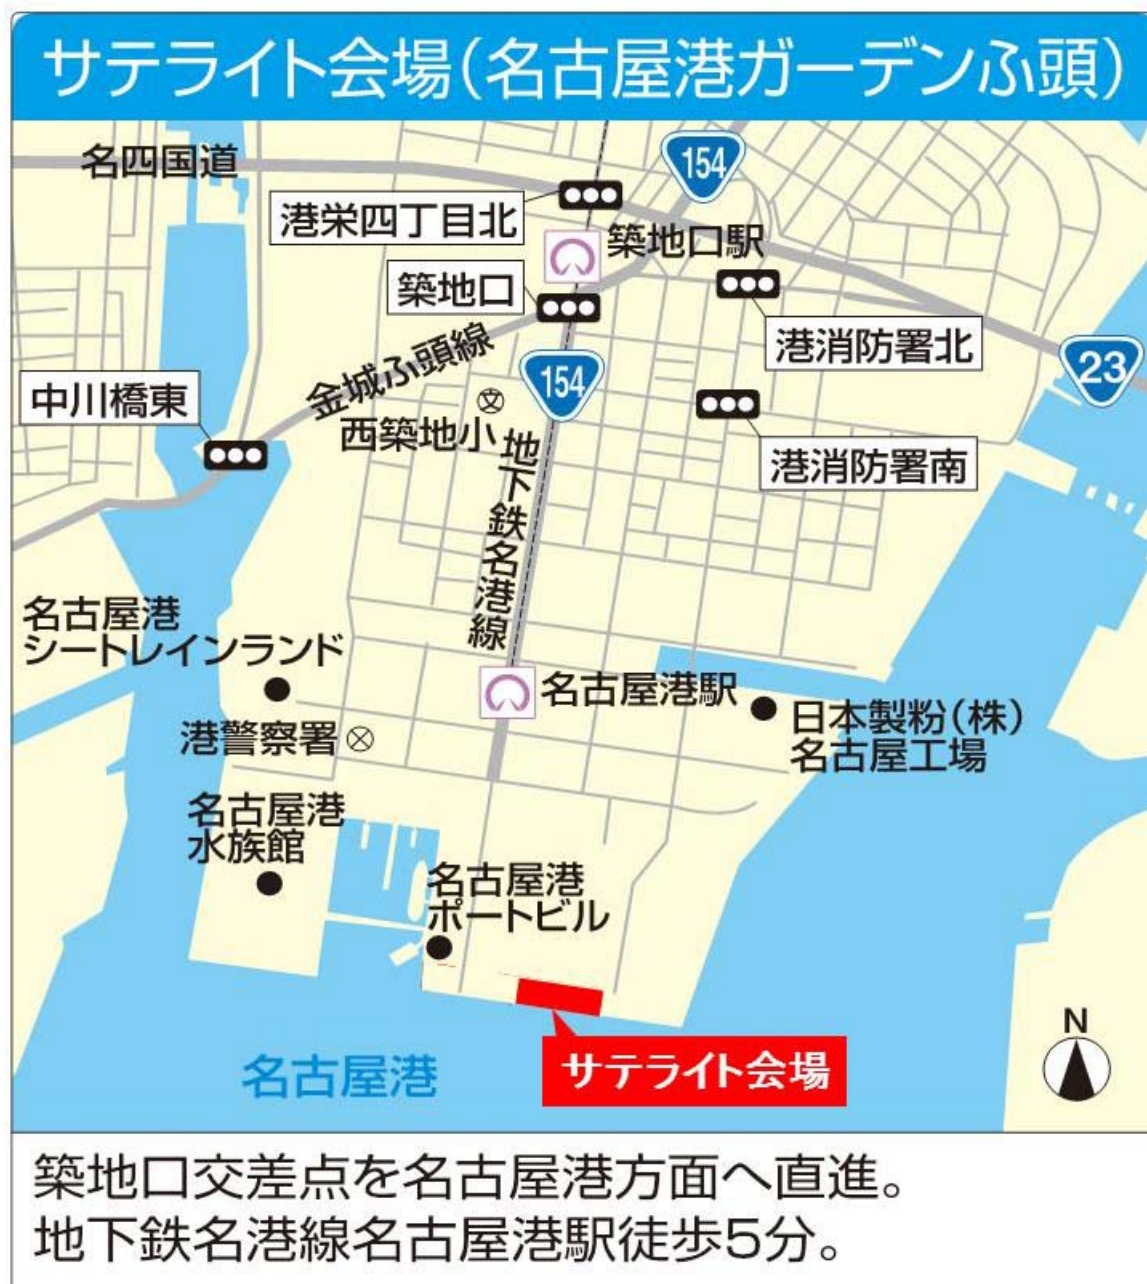 サテライト会場(名古屋港ガーデンふ頭)
名四国道
154
港栄四丁目北
築地口駅
築地口
港消防署北
金城ふ頭線
154
23
中川橋東
文
西築地小
港消防署南
地下鉄名港線
名古屋港
シートレインランド
名古屋港駅
日本製粉(株)
名古屋工場
港警察署
名古屋港
水族館
名古屋港
ポートビル
N
サテライト会場
名古屋港
築地口交差点を名古屋港方面へ直進。
地下鉄名港線名古屋港駅徒歩5分。